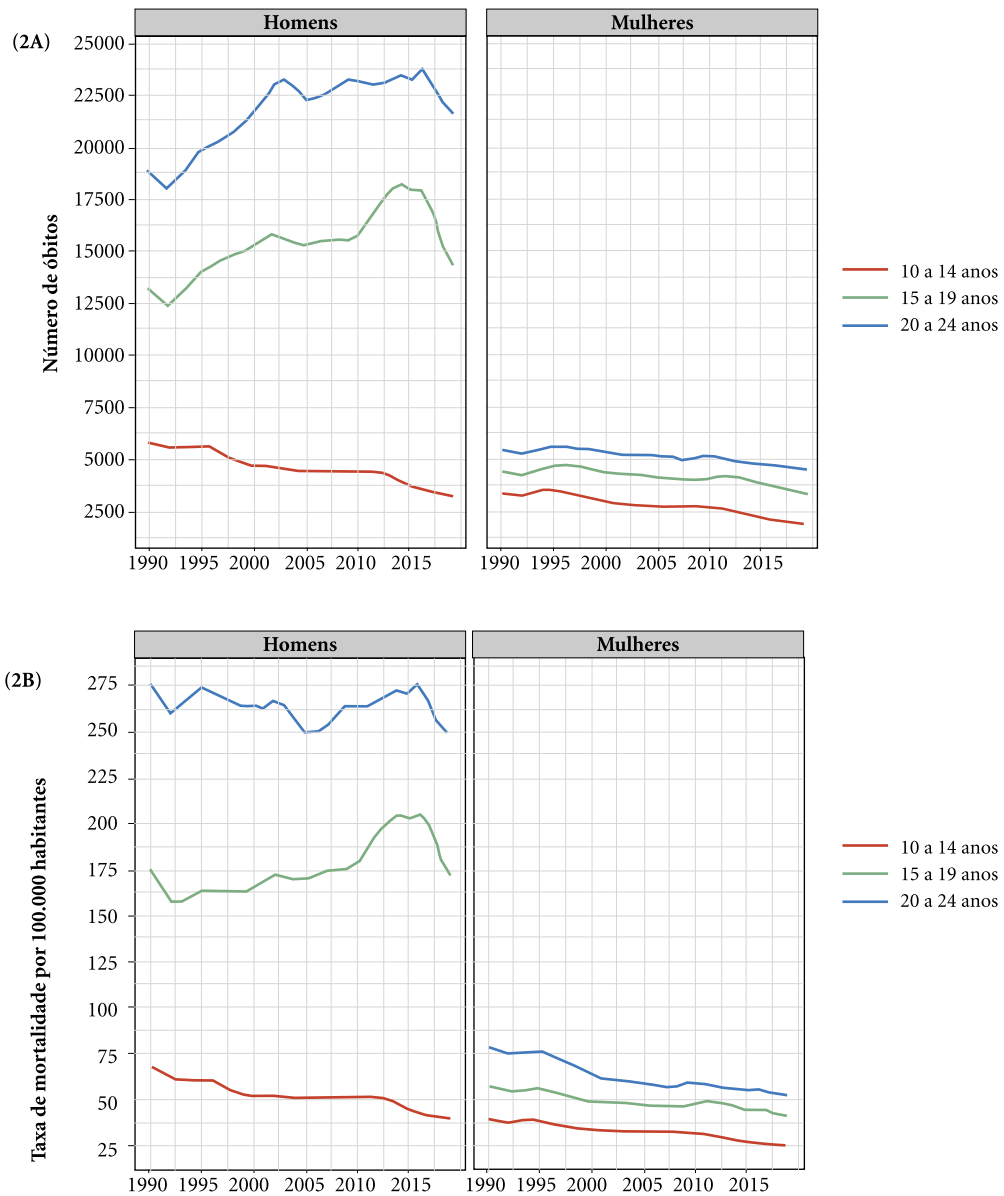 (2A)
Homens
Mulheres
Número de óbitos
25000
22500
20000
17500
15000
12500
10000
7500
5000
2500
1990 1995 2000 2005 2010 2015
1990 1995 2000 2005 2010 2015
10 a 14 anos
15 a 19 anos
20 a 24 anos
(2B)
Homens
Mulheres
Taxa de mortalidade por 100.000 habitantes
275
250
225
200
175
150
125
100
75
50
25
1990 1995 2000 2005 2010 2015
1990 1995 2000 2005 2010 2015
10 a 14 anos
15 a 19 anos
20 a 24 anos